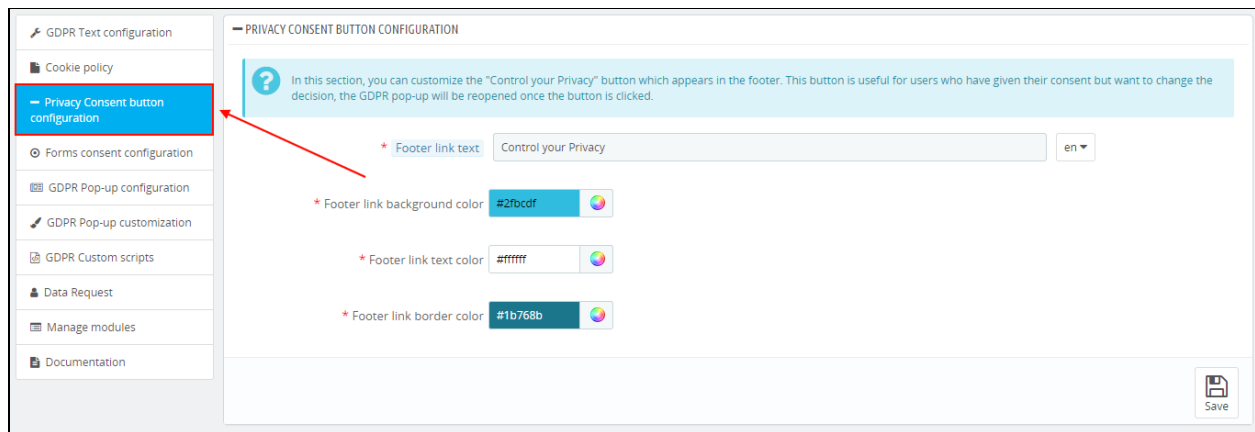 GDPR Text configuration
Cookie policy
Privacy Consent button
configuration
Forms consent configuration
GDPR Pop-up configuration
GDPR Pop-up customization
GDPR Custom scripts
Data Request
Manage modules
Documentation
PRIVACY CONSENT BUTTON CONFIGURATION
In this section, you can customize the "Control your Privacy" button which appears in the footer. This button is useful for users who have given their consent but want to change the
decision, the GDPR pop-up will be reopened once the button is clicked.
* Footer link text Control your Privacy en
* Footer link background color #2fbcdf
* Footer link text color #ffffff
* Footer link border color #1b768b
Save